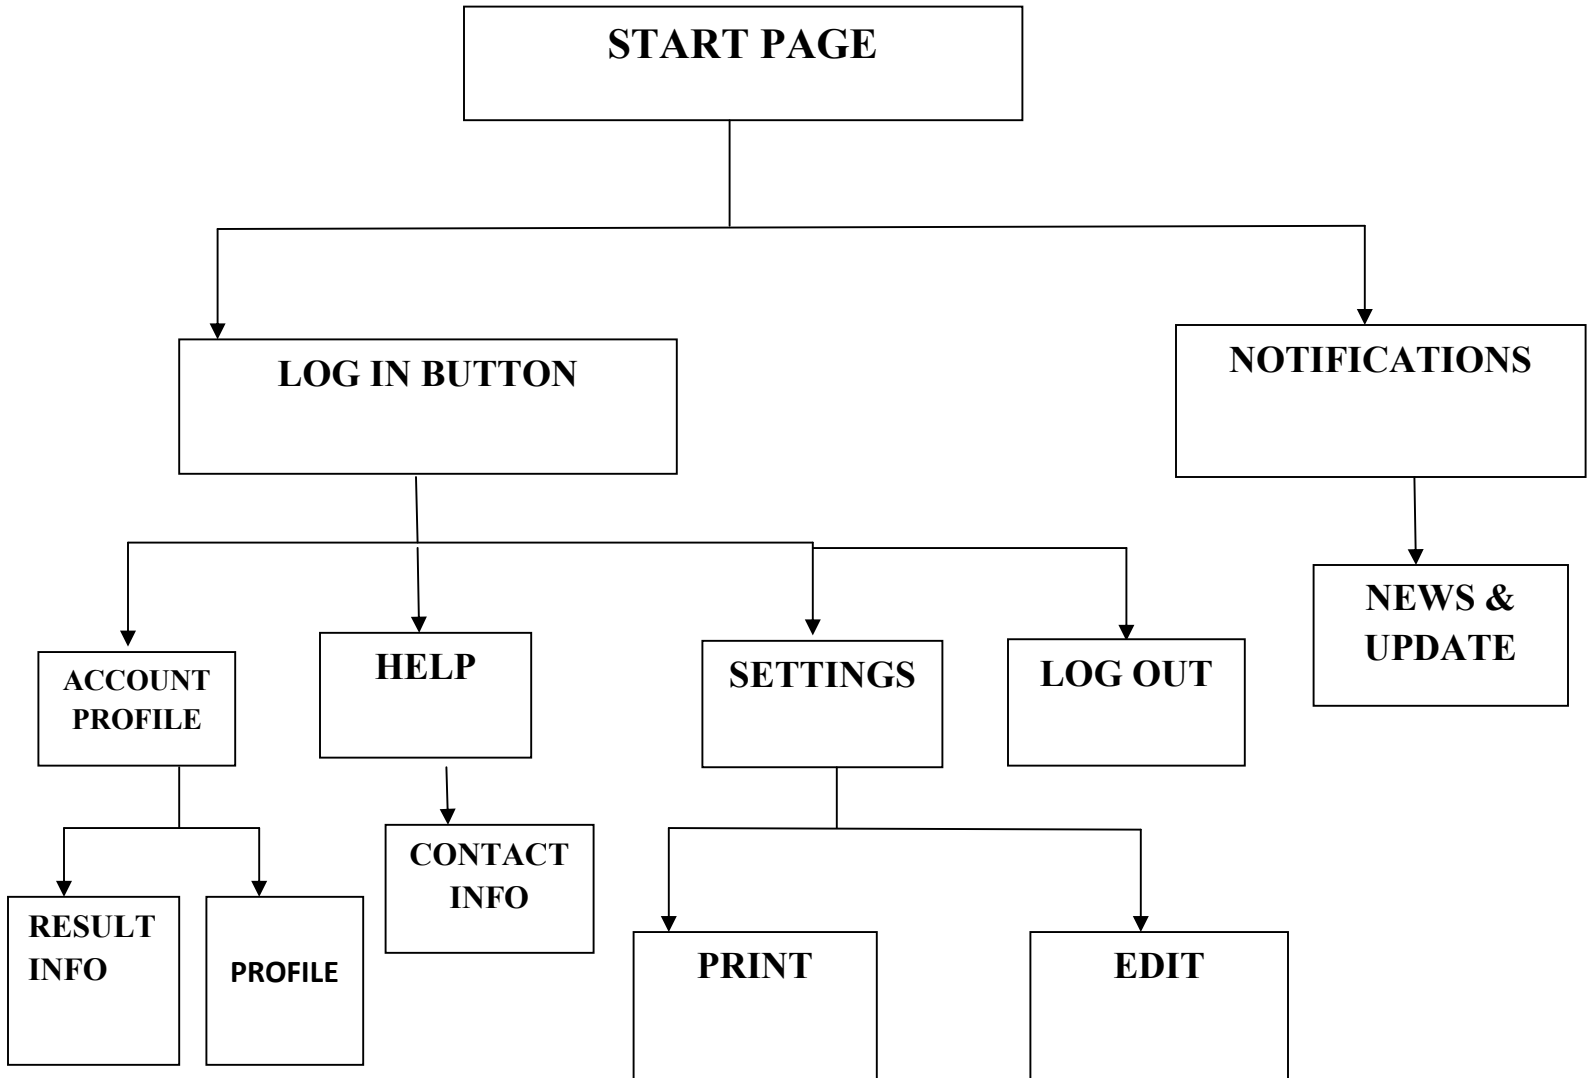 START PAGE
LOG IN BUTTON
NOTIFICATIONS
ACCOUNT
PROFILE
HELP
SETTINGS
LOG OUT
NEWS &
UPDATE
RESULT
INFO
PROFILE
CONTACT
INFO
PRINT
EDIT